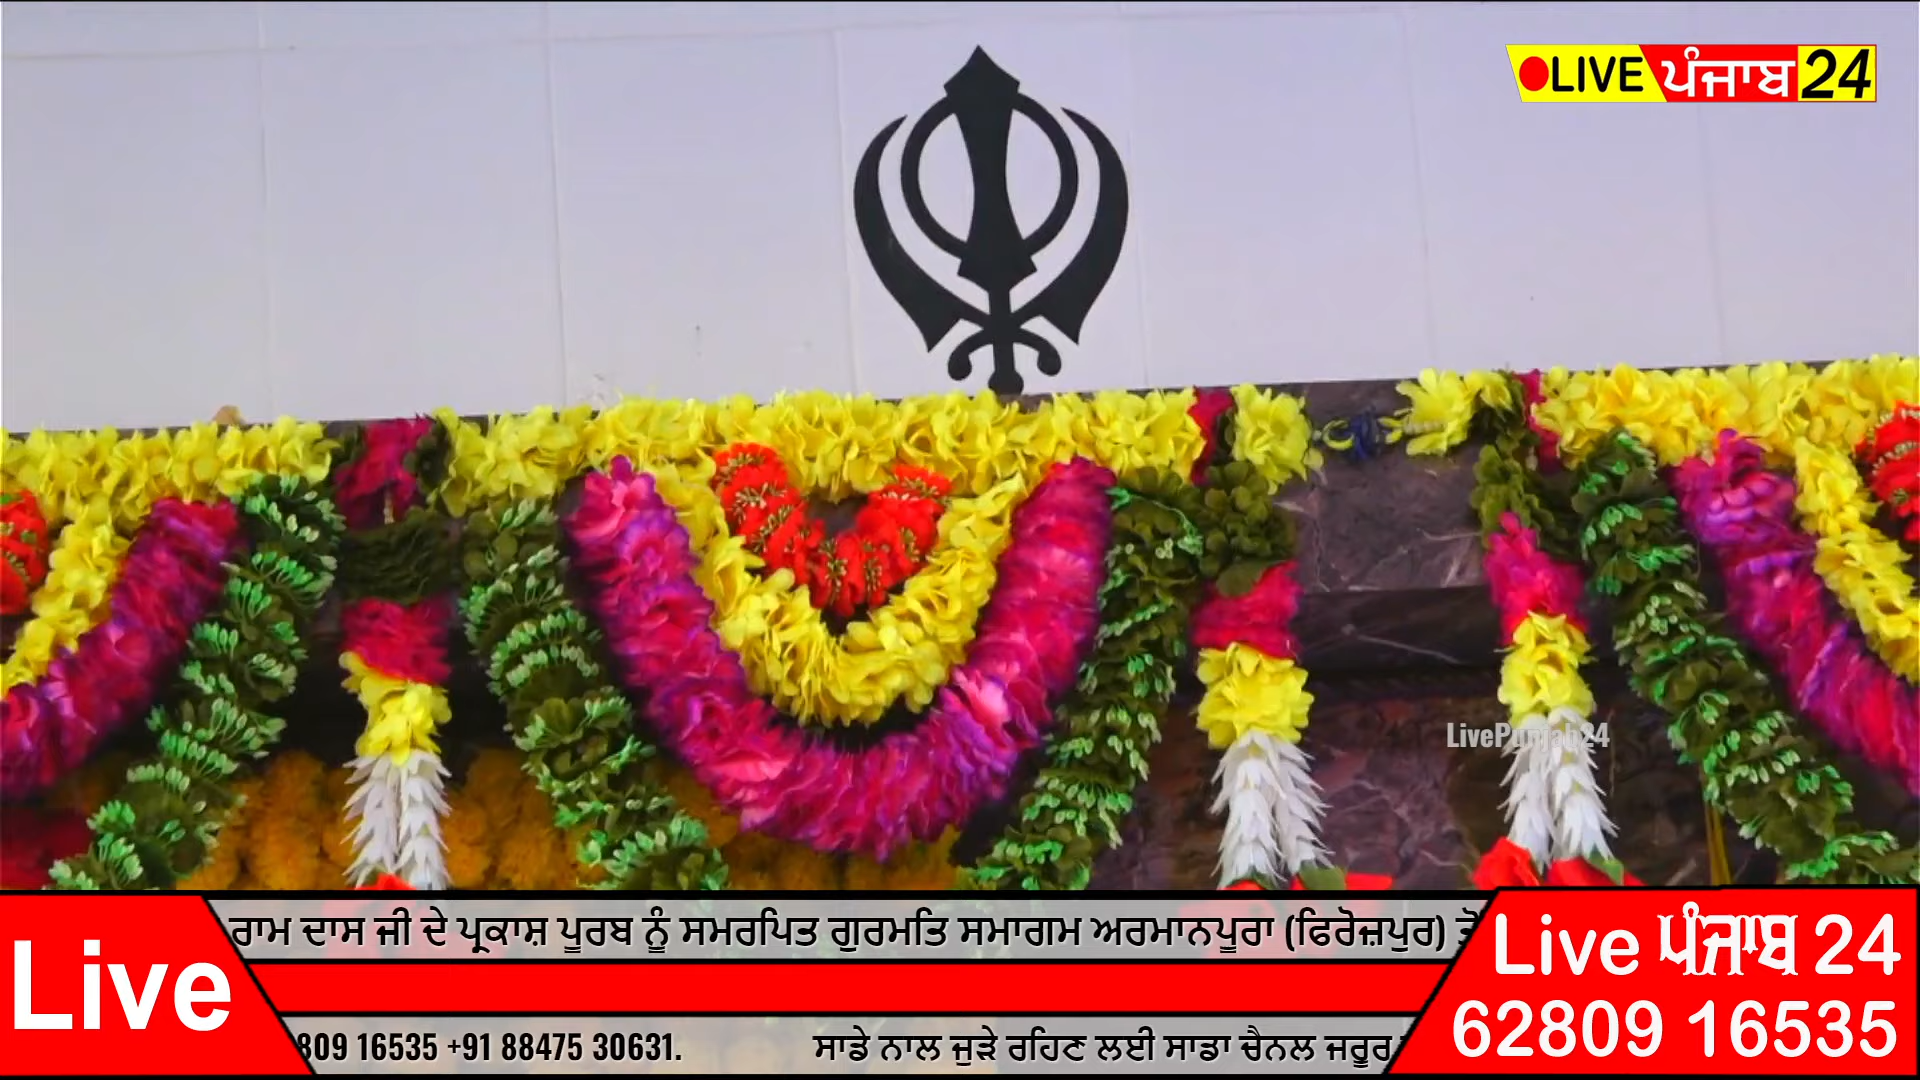 LIVE ਪੰਜਾਬ 24
LivePunjab24
ਰਾਮ ਦਾਸ ਜੀ ਦੇ ਪ੍ਰਕਾਸ਼ ਪੂਰਬ ਨੂੰ ਸਮਰਪਿਤ ਗੁਰਮਤਿ ਸਮਾਗਮ ਅਰਮਾਨਪੂਰਾ (ਫਿਰੋਜ਼ਪੁਰ)
Live
Live ਪੰਜਾਬ 24
62809 16535
809 16535 +91 88475 30631. ਸਾਡੇ ਨਾਲ ਜੁੜੇ ਰਹਿਣ ਲਈ ਸਾਡਾ ਚੈਨਲ ਜਰੂਰ